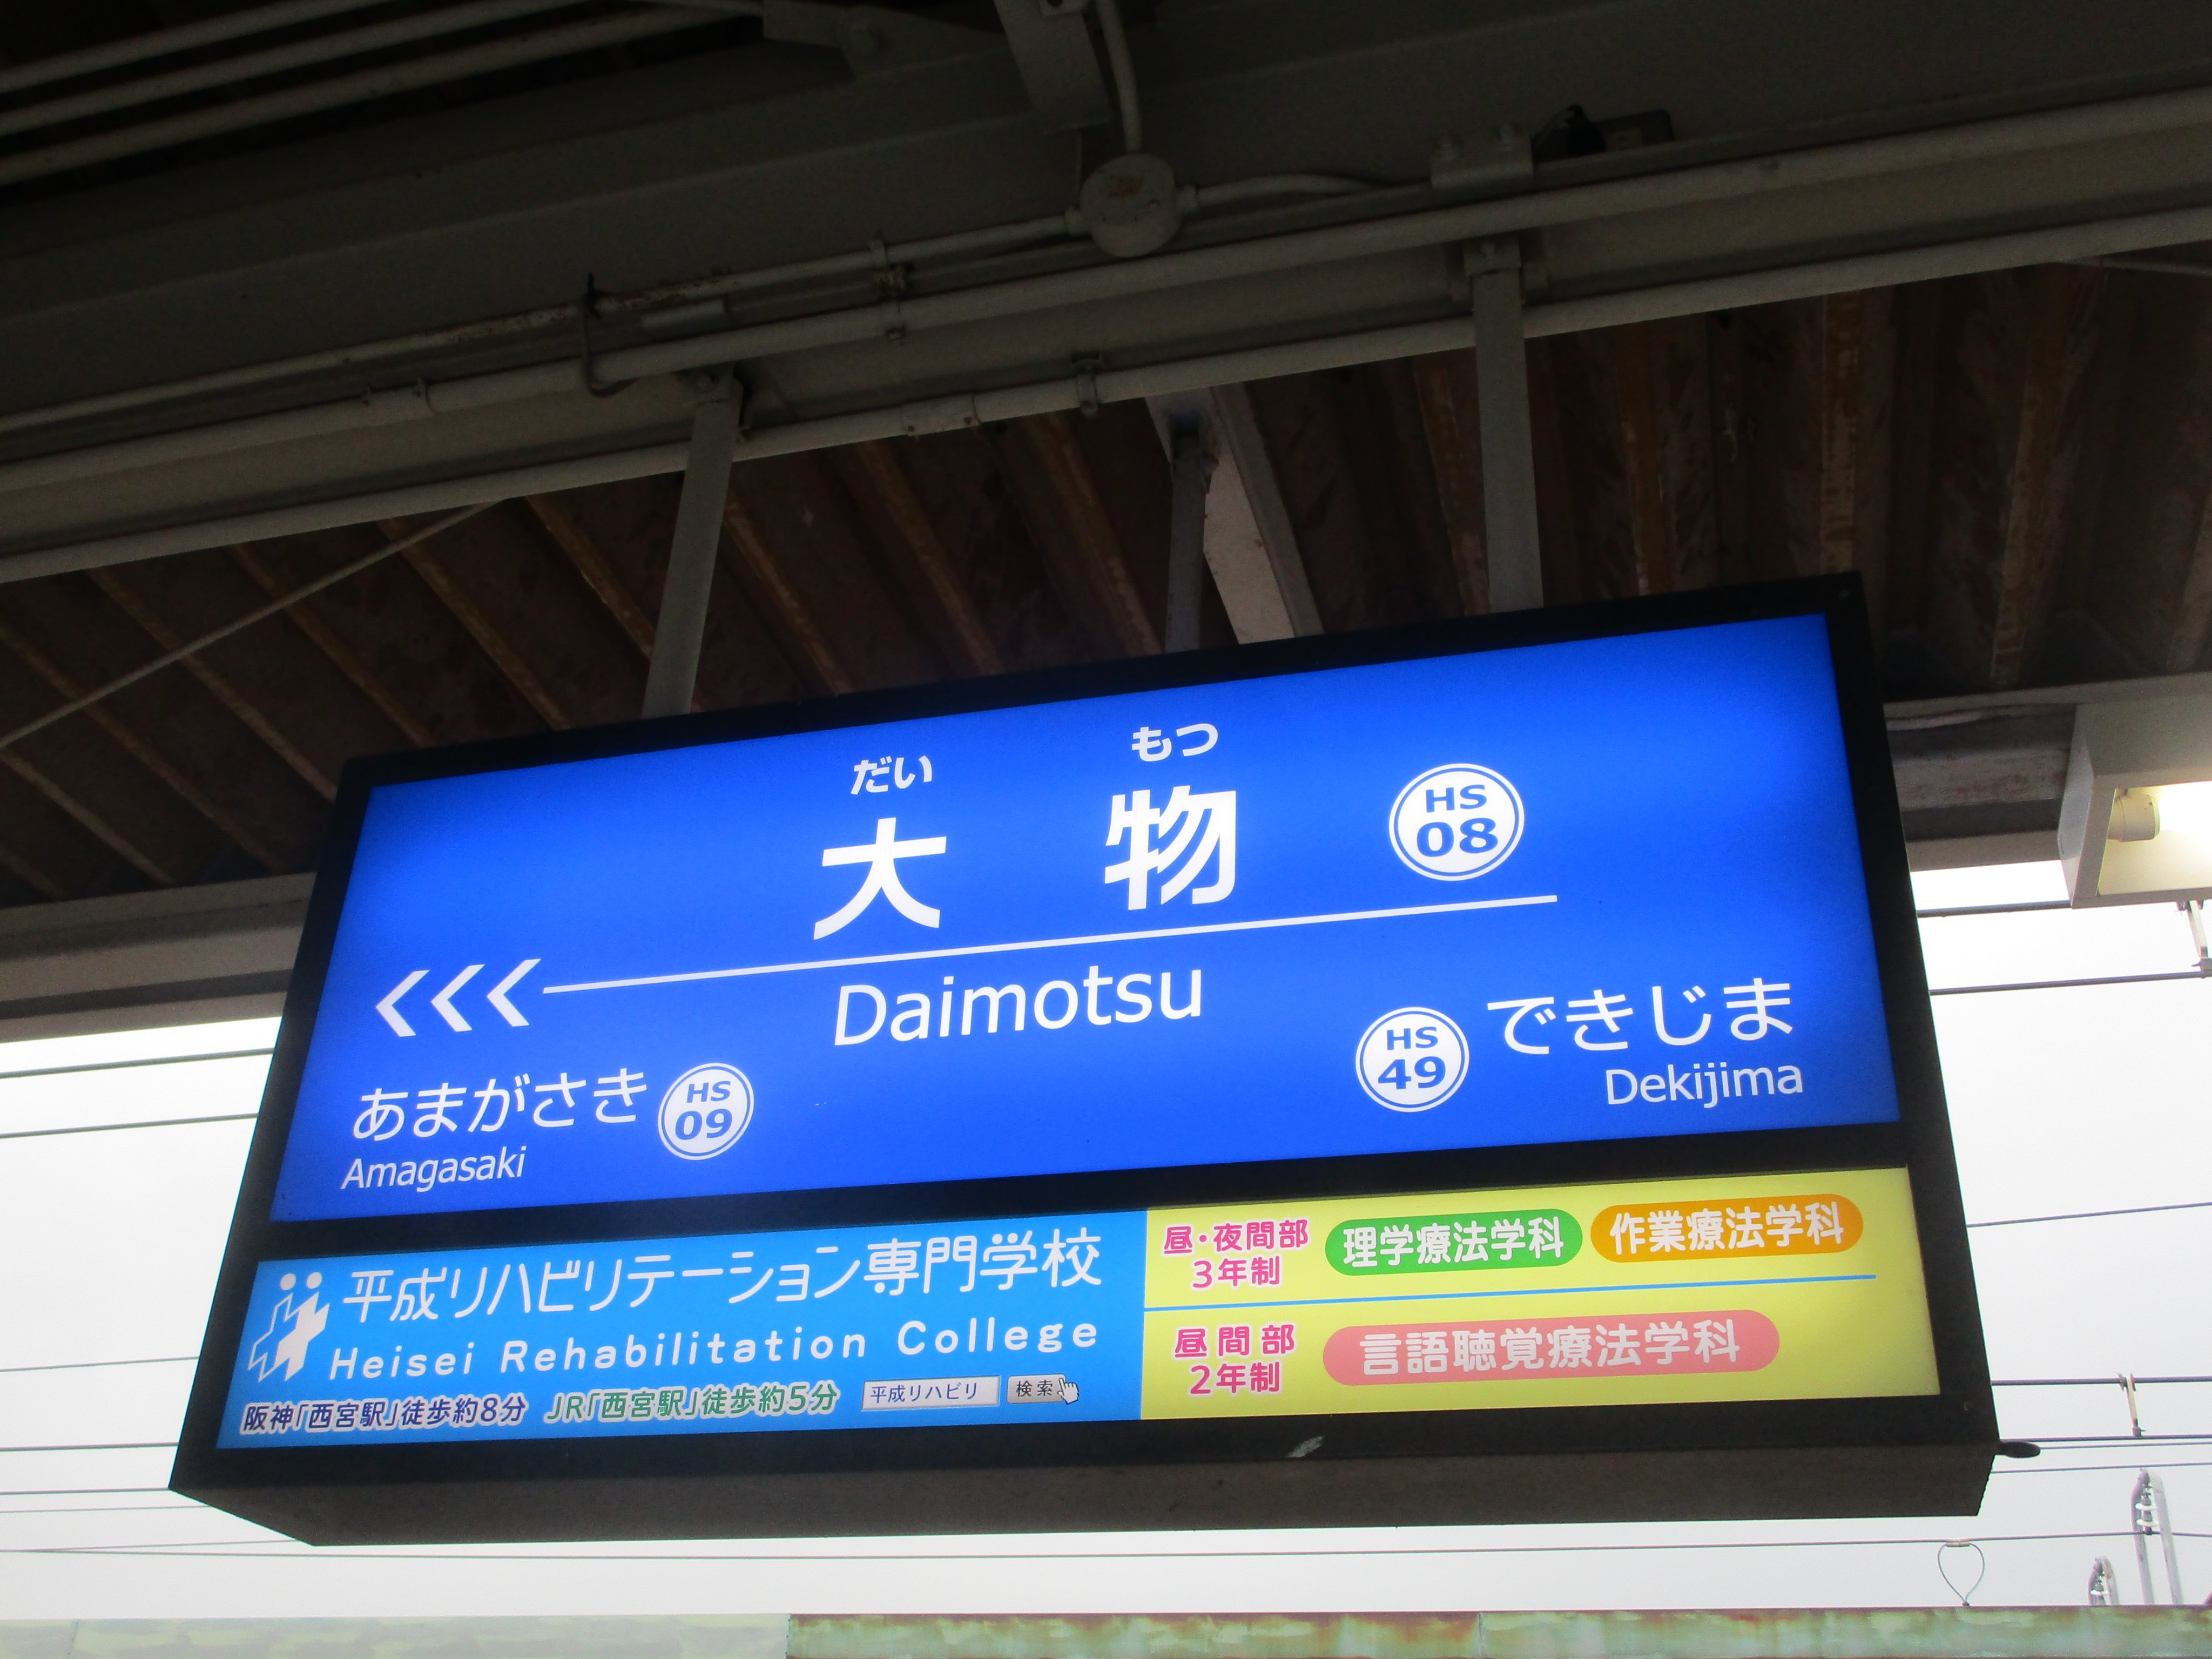 だい もつ
大物
HS
08
Daimotsu
あまがさき
HS
09
Amagasaki
HS
49
できじま
Dekijima
平成リハビリテーション専門学校
Heisei Rehabilitation College
阪神「西宮駅」徒歩約8分 JR「西宮駅」徒歩約5分 平成リハビリ 検索
昼・夜間部
3年制
理学療法学科 作業療法学科
昼間部
2年制
言語聴覚療法学科